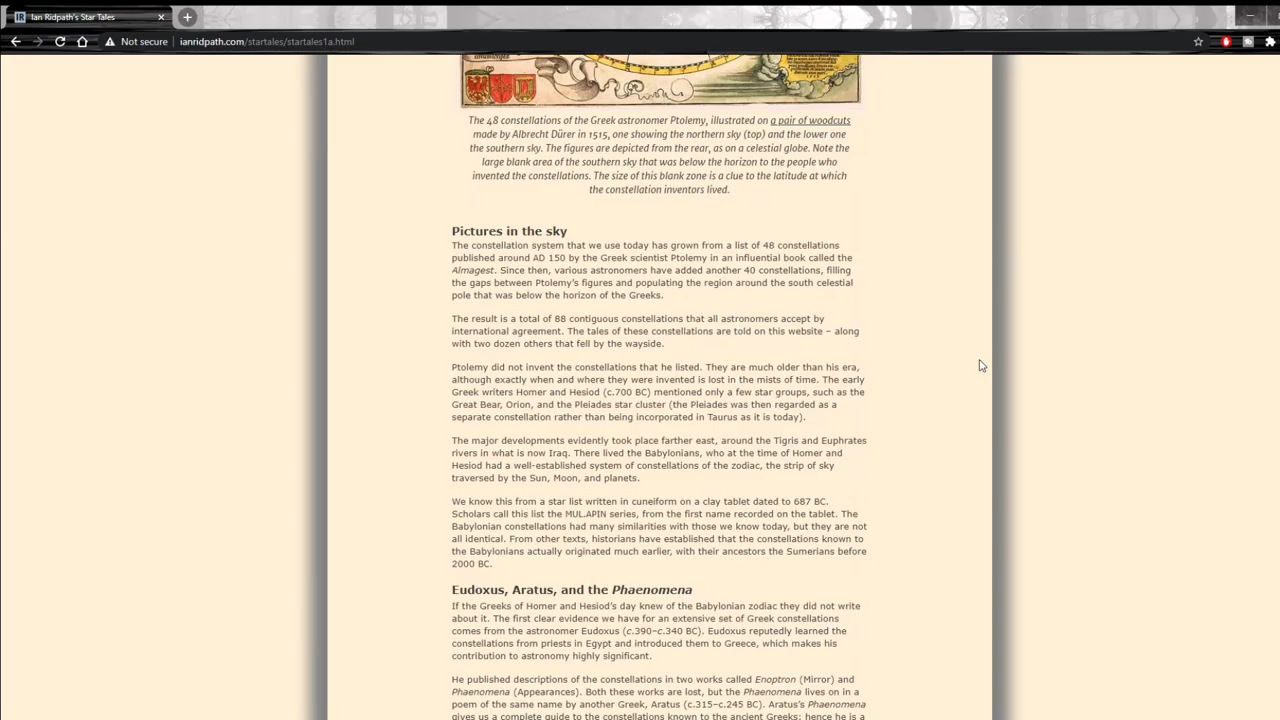 Ian Ridpath's Star Tales
Not secure
ianridpath.com/startales/startales1a.html
The 48 constellations of the Greek astronomer Ptolemy, illustrated on a pair of woodcuts
made by Albrecht Dürer in 1515, one showing the northern sky (top) and the lower one
the southern sky. The figures are depicted from the rear, as on a celestial globe. Note the
large blank area of the southern sky that was below the horizon to the people who
invented the constellations. The size of this blank zone is a clue to the latitude at which
the constellation inventors lived.
Pictures in the sky
The constellation system that we use today has grown from a list of 48 constellations
published around AD 150 by the Greek scientist Ptolemy in an influential book called the
Almagest. Since then, various astronomers have added another 40 constellations, filling
the gaps between Ptolemy's figures and populating the region around the south celestial
pole that was below the horizon of the Greeks.
The result is a total of 88 contiguous constellations that all astronomers accept by
international agreement. The tales of these constellations are told on this website – along
with two dozen others that fell by the wayside.
Ptolemy did not invent the constellations that he listed. They are much older than his era,
although exactly when and where they were invented is lost in the mists of time. The early
Greek writers Homer and Hesiod (c.700 BC) mentioned only a few star groups, such as the
Great Bear, Orion, and the Pleiades star cluster (the Pleiades was then regarded as a
separate constellation rather than being incorporated in Taurus as it is today).
The major developments evidently took place farther east, around the Tigris and Euphrates
rivers in what is now Iraq. There lived the Babylonians, who at the time of Homer and
Hesiod had a well-established system of constellations of the zodiac, the strip of sky
traversed by the Sun, Moon, and planets.
We know this from a star list written in cuneiform on a clay tablet dated to 687 BC.
Scholars call this list the MUL.APIN series, from the first name recorded on the tablet. The
Babylonian constellations had many similarities with those we know today, but they are not
all identical. From other texts, historians have established that the constellations known to
the Babylonians actually originated much earlier, with their ancestors the Sumerians before
2000 BC.
Eudoxus, Aratus, and the Phaenomena
If the Greeks of Homer and Hesiod's day knew of the Babylonian zodiac they did not write
about it. The first clear evidence we have for an extensive set of Greek constellations
comes from the astronomer Eudoxus (c.390–c.340 BC). Eudoxus reputedly learned the
constellations from priests in Egypt and introduced them to Greece, which makes his
contribution to astronomy highly significant.
He published descriptions of the constellations in two works called Enoptron (Mirror) and
Phaenomena (Appearances). Both these works are lost, but the Phaenomena lives on in a
poem of the same name by another Greek, Aratus (c.315–c.245 BC). Aratus's Phaenomena
gives us a complete guide to the constellations known to the ancient Greeks; hence he is a